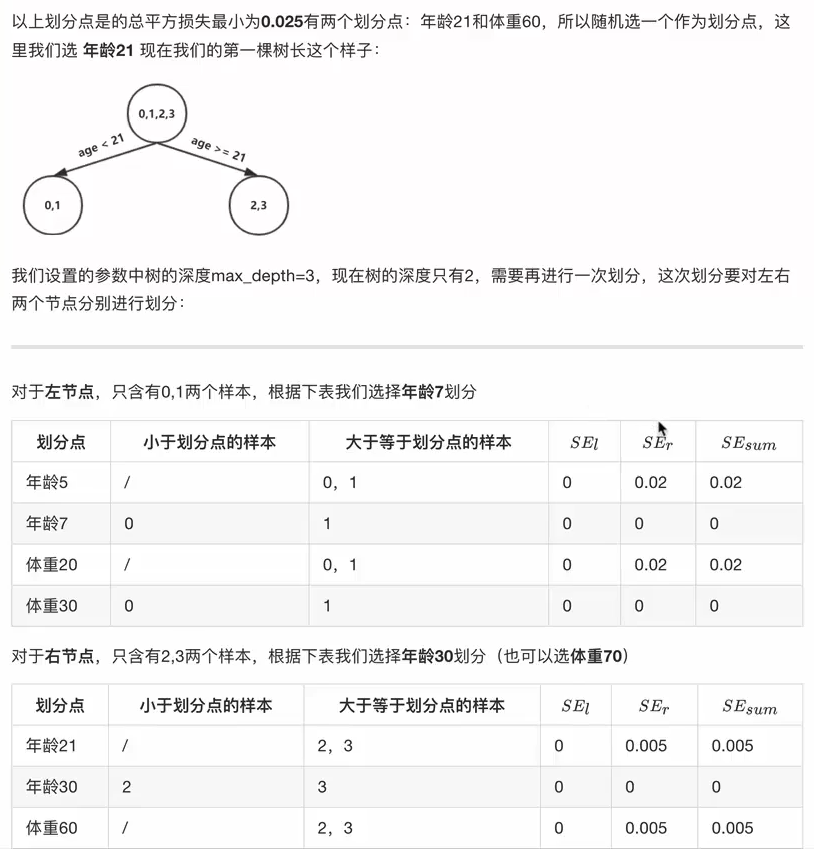 以上划分点是的总平方损失最小为0.025有两个划分点：年龄21和体重60，所以随机选一个作为划分点，这
里我们选 年龄21 现在我们的第一棵树长这个样子：
0,1,2,3
age < 21
age >= 21
0,1
2,3
我们设置的参数中树的深度max_depth=3，现在树的深度只有2，需要再进行一次划分，这次划分要对左右
两个节点分别进行划分：
对于左节点，只含有0,1两个样本，根据下表我们选择年龄7划分
划分点 小于划分点的样本 大于等于划分点的样本 SEl SEr SEsum
年龄5 / 0，1 0 0.02 0.02
年龄7 0 1 0 0 0
体重20 / 0，1 0 0.02 0.02
体重30 0 1 0 0 0
对于右节点，只含有2,3两个样本，根据下表我们选择年龄30划分（也可以选体重70）
划分点 小于划分点的样本 大于等于划分点的样本 SEl SEr SEsum
年龄21 / 2，3 0 0.005 0.005
年龄30 2 3 0 0 0
体重60 / 2，3 0 0.005 0.005